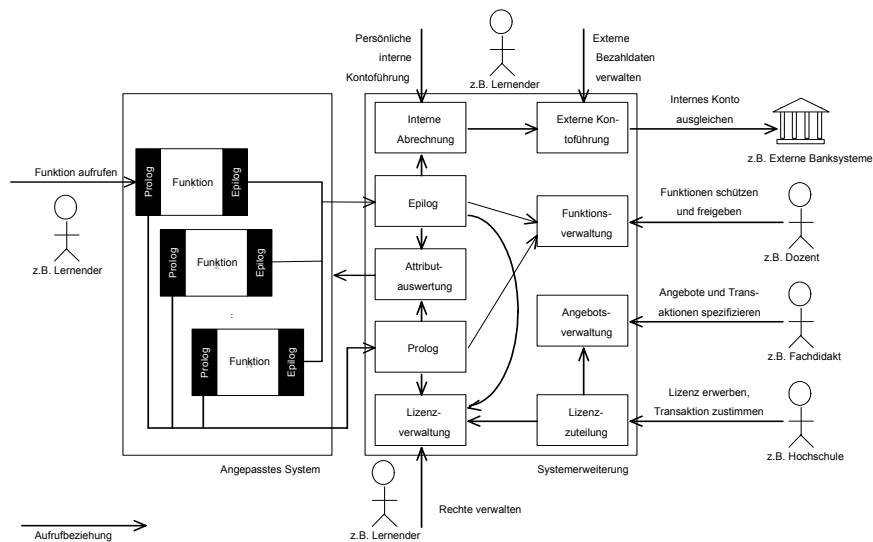 Persönliche
interne
Kontoführung
z.B. Lernender
Externe
Bezahldaten
verwalten
Interne
Abrechnung
Externe Kon-
toführung
Internes Konto
ausgleichen
z.B. Externe Banksysteme
Funktion aufrufen
z.B. Lernender
Prolog
Funktion
Epilog
Prolog
Funktion
Epilog
:
Prolog
Funktion
Epilog
Epilog
Funktions-
verwaltung
Funktionen schützen
und freigeben
z.B. Dozent
Attribut-
auswertung
Angebots-
verwaltung
Angebote und Trans-
aktionen spezifizieren
z.B. Fachdidakt
Prolog
Lizenz-
verwaltung
Lizenz-
zuteilung
Lizenz erwerben,
Transaktion zustimmen
z.B. Hochschule
Angepasstes System
Systemerweiterung
z.B. Lernender
Rechte verwalten
Aufrufbeziehung